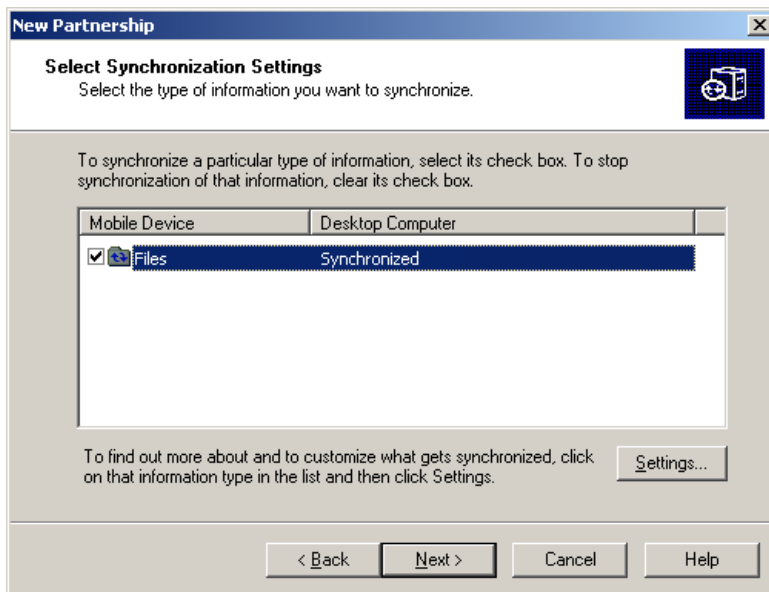 New Partnership
Select Synchronization Settings
Select the type of information you want to synchronize.
To synchronize a particular type of information, select its check box. To stop
synchronization of that information, clear its check box.
Mobile Device Desktop Computer
Files Synchronized
To find out more about and to customize what gets synchronized, click
on that information type in the list and then click Settings.
Settings...
< Back Next > Cancel Help